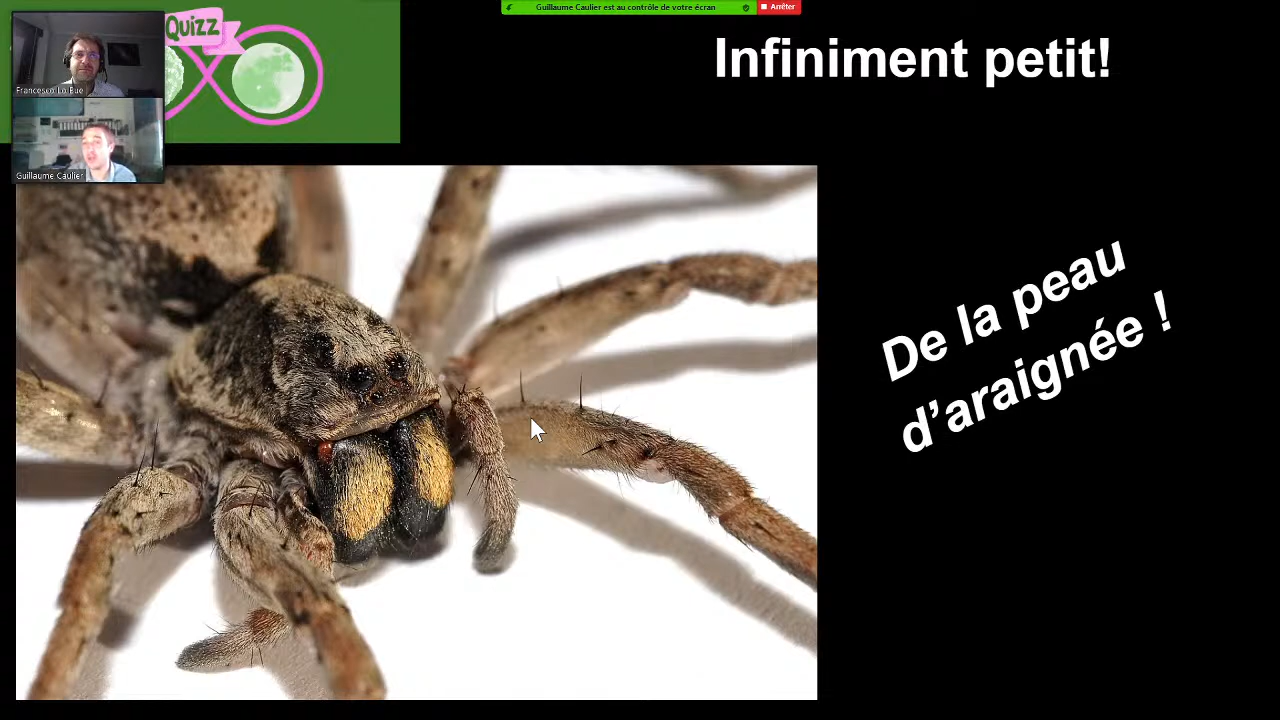 Guillaume Caulier est au contrôle de votre écran
Arrêter
Quizz
Infiniment petit!
Francesco Lo Bue
Guillaume Caulier
De la peau
d’araignée !